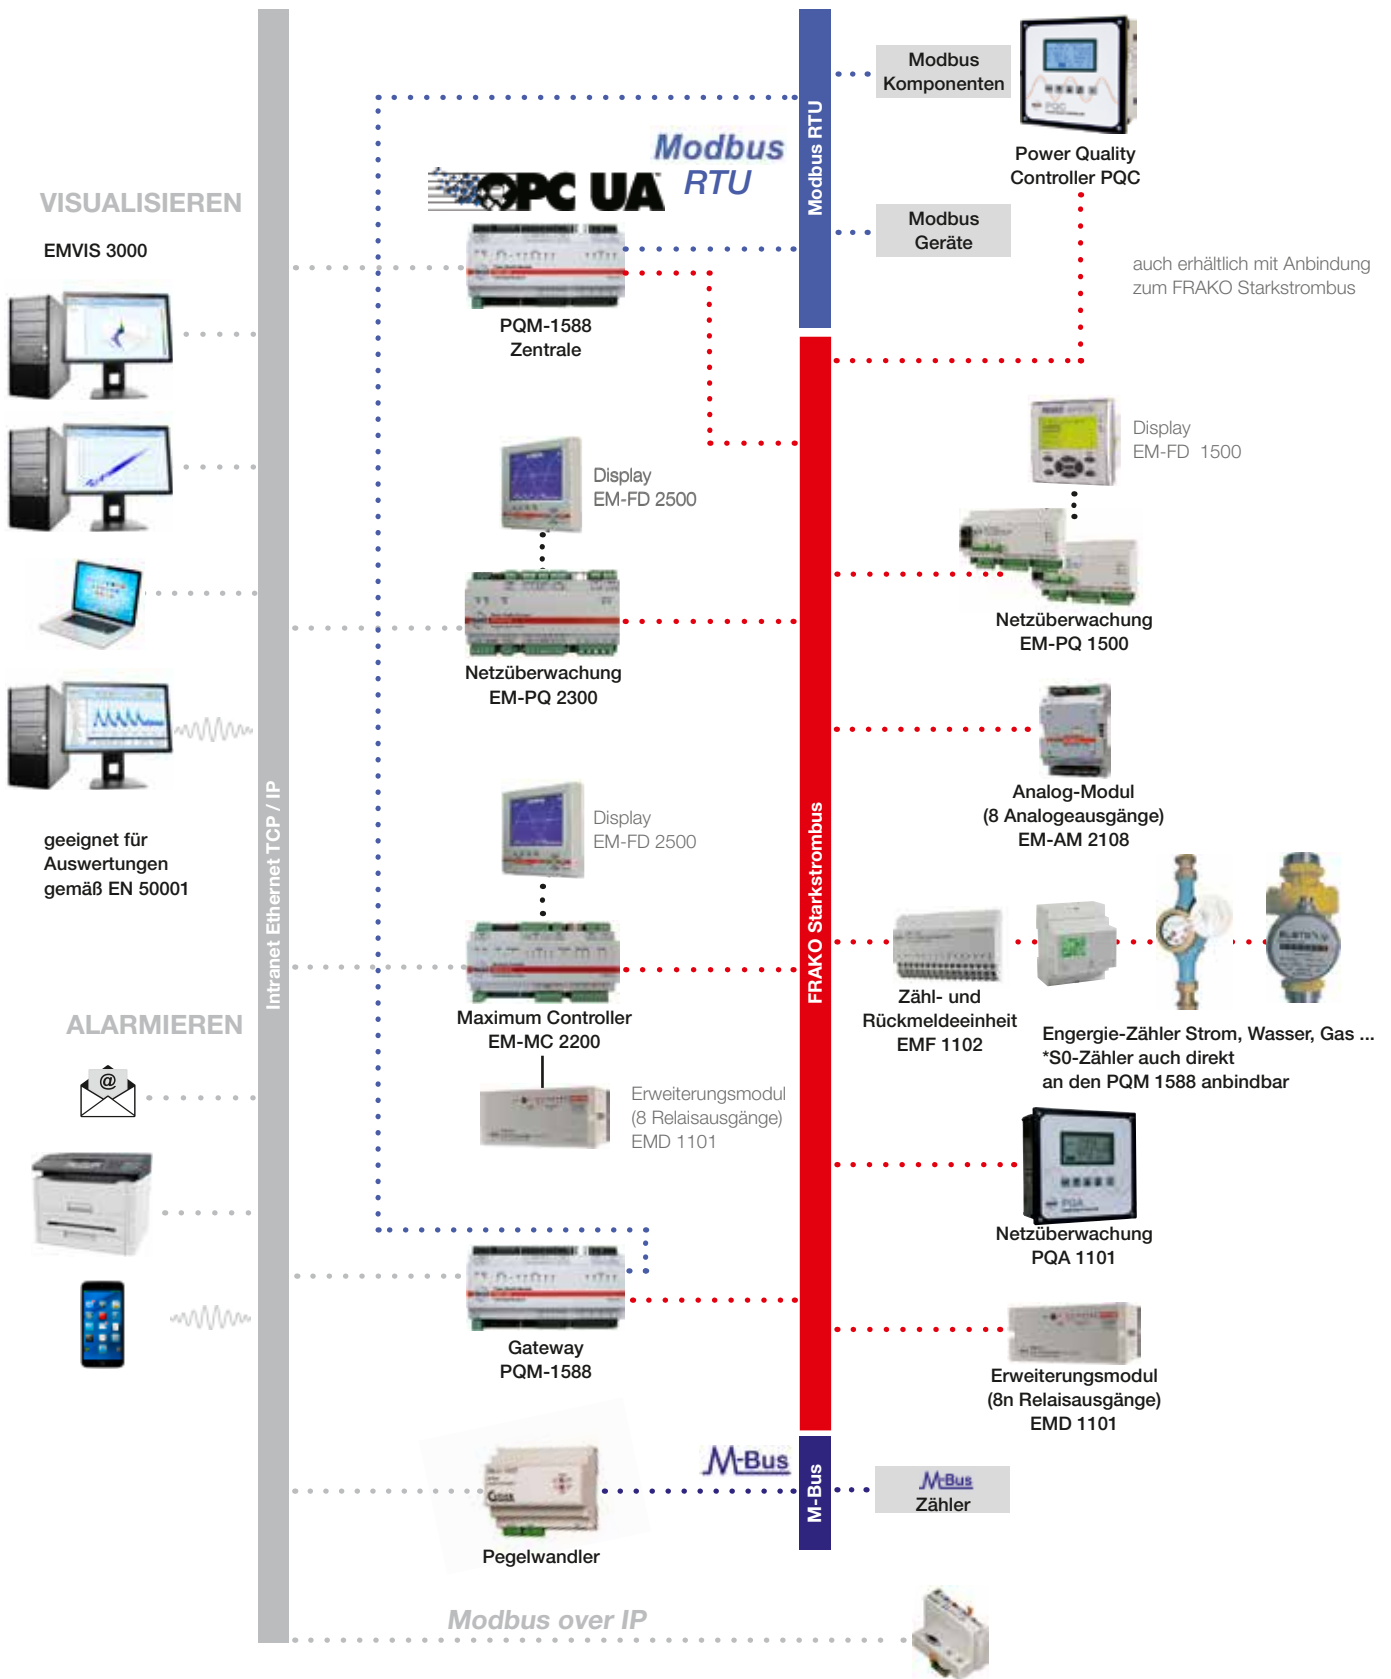 VISUALISIEREN
EMVIS 3000
geeignet für
Auswertungen
gemäß EN 50001
ALARMIEREN
@
Intranet Ethernet TCP / IP
Modbus
RTU
OPC UA
PQM-1588
Zentrale
Display
EM-FD 2500
Netzüberwachung
EM-PQ 2300
Display
EM-FD 2500
Maximum Controller
EM-MC 2200
Erweiterungsmodul
(8 Relaisausgänge)
EMD 1101
Gateway
PQM-1588
M-Bus
Pegelwandler
Modbus over IP
Modbus RTU
FRAKO Starkstrombus
M-Bus
Modbus
Komponenten
PQC
Power Quality
Controller PQC
Modbus
Geräte
auch erhältlich mit Anbindung
zum FRAKO Starkstrombus
Display
EM-FD 1500
Netzüberwachung
EM-PQ 1500
Analog-Modul
(8 Analogeausgänge)
EM-AM 2108
Zähl- und
Rückmeldeeinheit
EMF 1102
Engergie-Zähler Strom, Wasser, Gas ...
*S0-Zähler auch direkt
an den PQM 1588 anbindbar
PQA
Netzüberwachung
PQA 1101
Erweiterungsmodul
(8n Relaisausgänge)
EMD 1101
M-Bus
Zähler